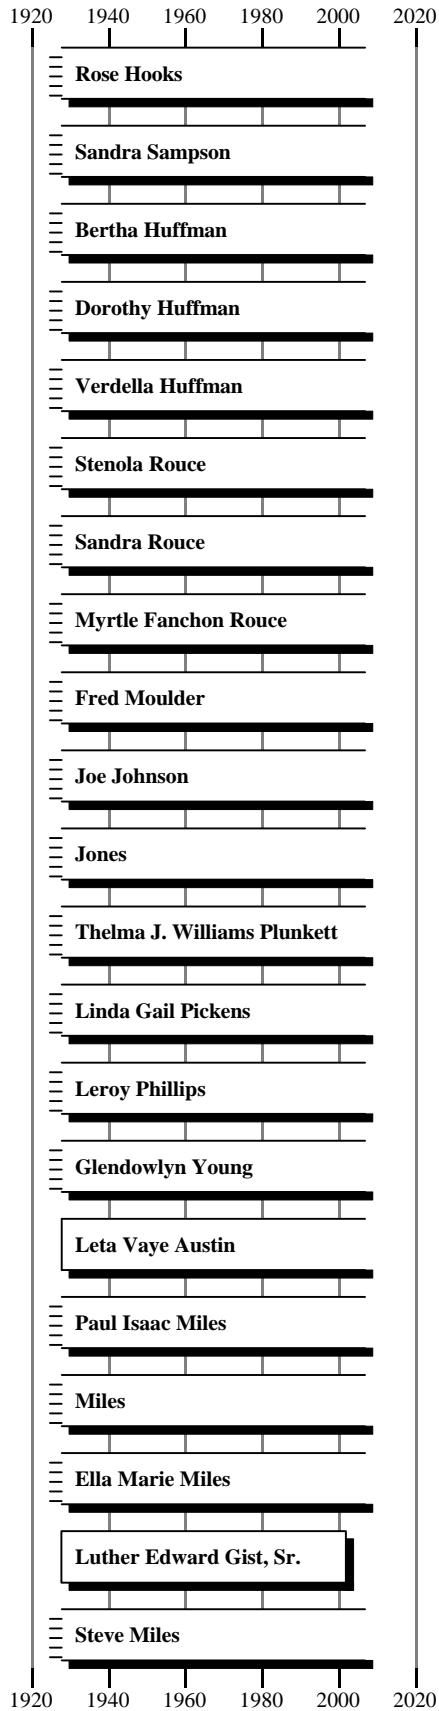 1920 1940 1960 1980 2000 2020
Rose Hooks
Sandra Sampson
Bertha Huffman
Dorothy Huffman
Verdella Huffman
Stenola Rouce
Sandra Rouce
Myrtle Fanchon Rouce
Fred Moulder
Joe Johnson
Jones
Thelma J. Williams Plunkett
Linda Gail Pickens
Leroy Phillips
Glendowlyn Young
Leta Vaye Austin
Paul Isaac Miles
Miles
Ella Marie Miles
Luther Edward Gist, Sr.
Steve Miles
1920 1940 1960 1980 2000 2020